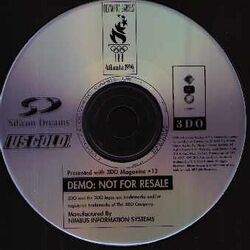 OLYMPIC GAMES
Atlanta 1996
Silicon Dreams
U.S. GOLD
3DO
Presented with 3DO Magazine #13
DEMO: NOT FOR RESALE
3DO and the 3DO logos are trademarks and/or
registered trademarks of The 3DO Company.
Manufactured By
NIMBUS INFORMATION SYSTEMS